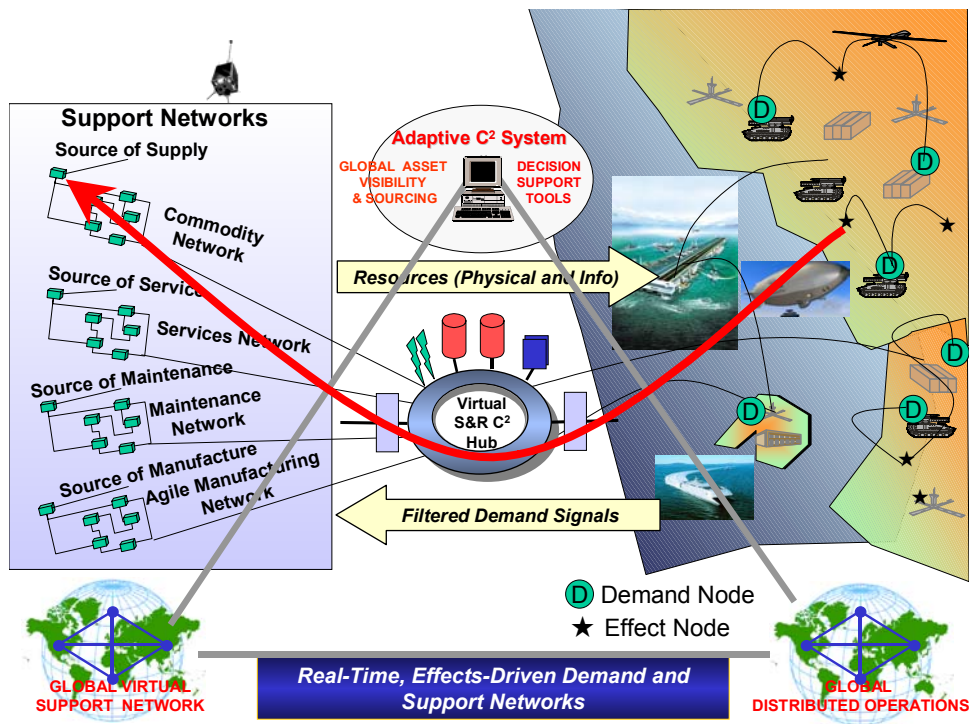 Support Networks
Source of Supply
Commodity
Network
Source of Service
Services Network
Source of Maintenance
Maintenance
Network
Source of Manufacture
Agile Manufacturing
Network
Adaptive C² System
GLOBAL ASSET
VISIBILITY
& SOURCING
DECISION
SUPPORT
TOOLS
Resources (Physical and Info)
Virtual
S&R C²
Hub
Filtered Demand Signals
D
D
D
D
D
D
D Demand Node
Effect Node
GLOBAL VIRTUAL
SUPPORT NETWORK
Real-Time, Effects-Driven Demand and
Support Networks
GLOBAL
DISTRIBUTED OPERATIONS